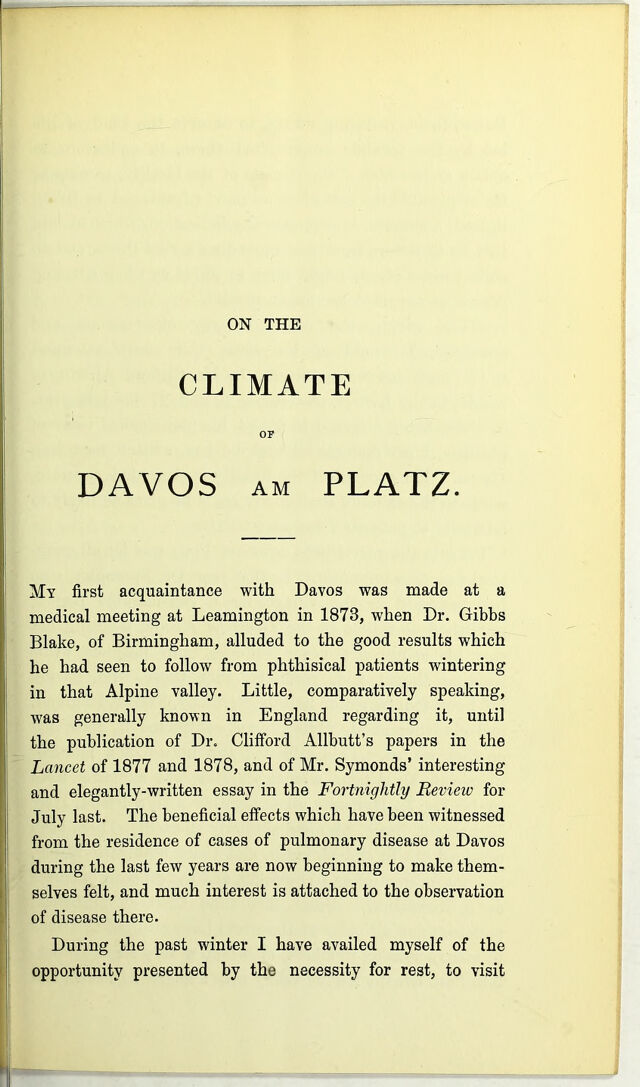 ON THE
CLIMATE
OF
DAVOS AM PLATZ.
MY first acquaintance with Davos was made at a
medical meeting at Leamington in 1873, when Dr. Gibbs
Blake, of Birmingham, alluded to the good results which
he had seen to follow from phthisical patients wintering
in that Alpine valley. Little, comparatively speaking,
was generally known in England regarding it, until
the publication of Dr. Clifford Allbutt's papers in the
Lancet of 1877 and 1878, and of Mr. Symonds' interesting
and elegantly-written essay in the Fortnightly Review for
July last. The beneficial effects which have been witnessed
from the residence of cases of pulmonary disease at Davos
during the last few years are now beginning to make them-
selves felt, and much interest is attached to the observation
of disease there.
During the past winter I have availed myself of the
opportunity presented by the necessity for rest, to visit